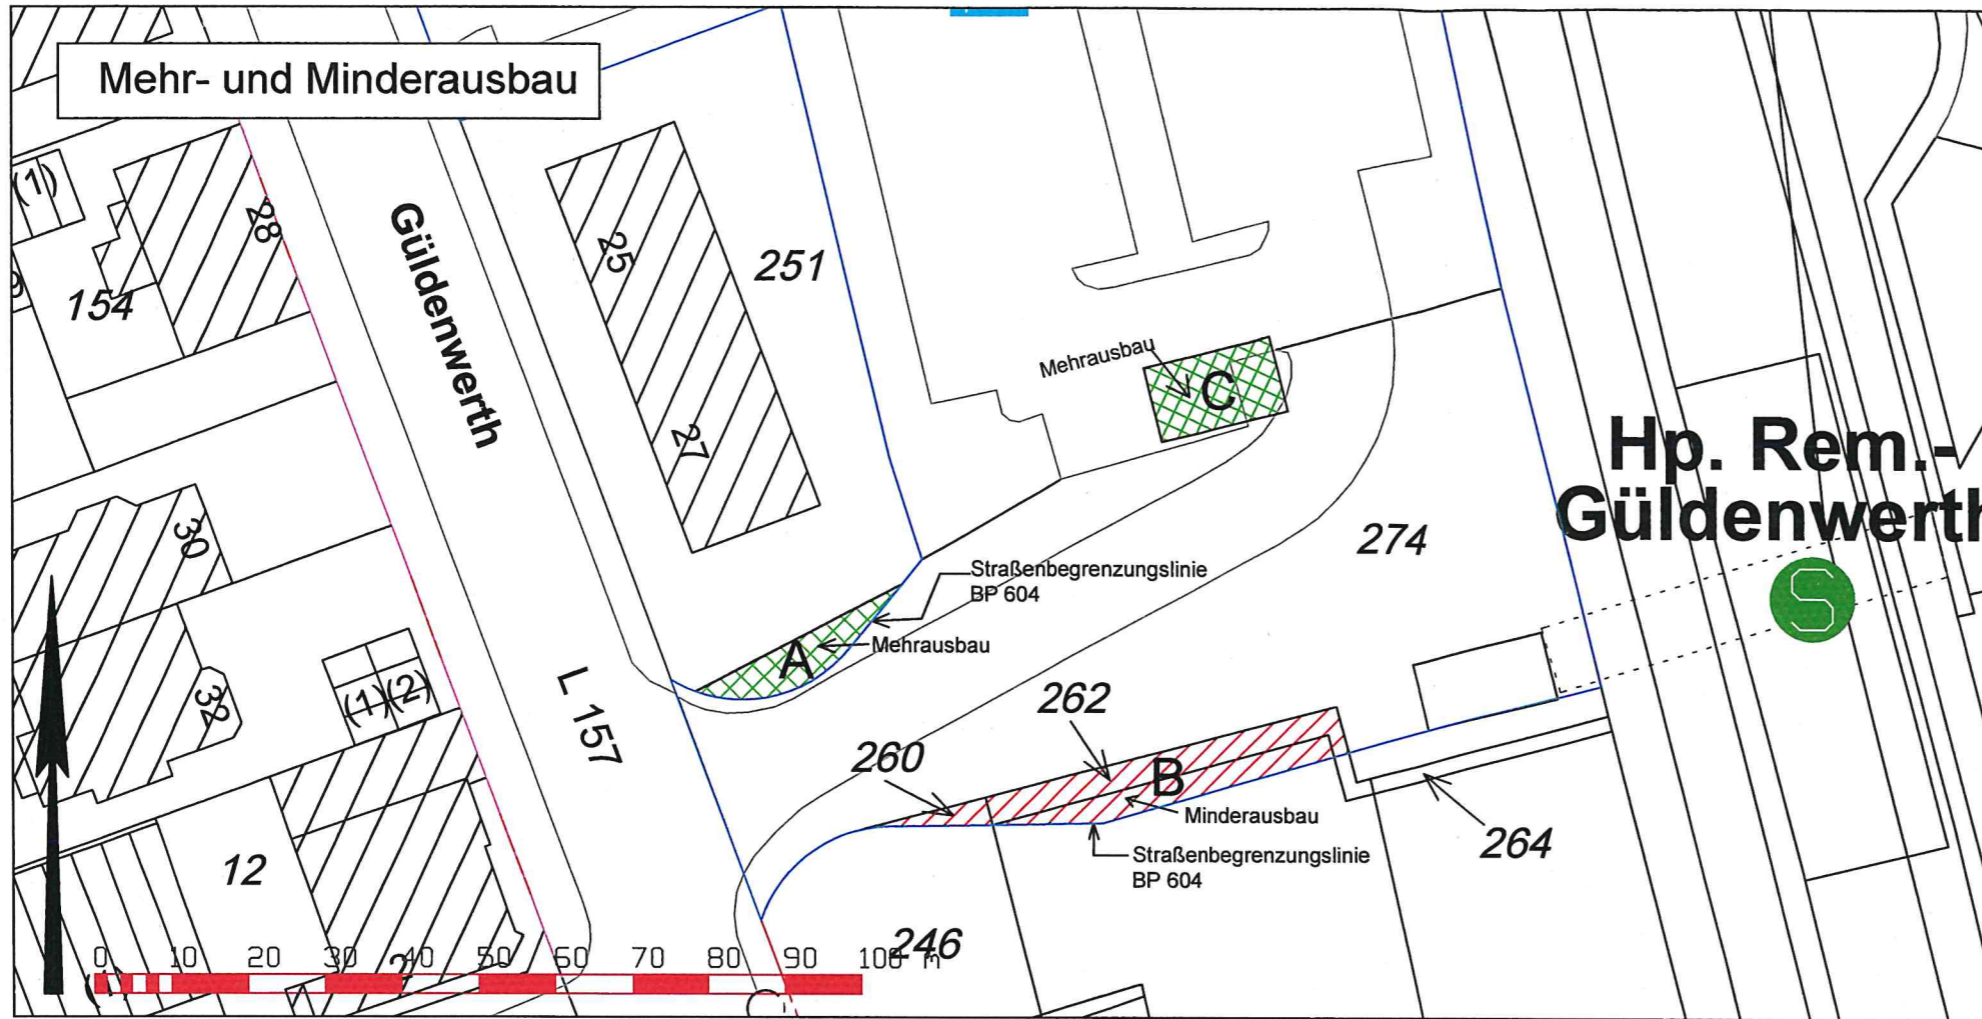 Mehr- und Minderausbau
(1)
28
154
Güldenwerth
25
251
27
Mehrausbau
C
Hp. Rem.-
Güldenwerth
S
274
30
Straßenbegrenzungslinie
BP 604
Mehrausbau
A
32
(1)
(2)
L 157
262
260
B
Minderausbau
Straßenbegrenzungslinie
BP 604
264
12
246
0 10 20 30 40 50 60 70 80 90 100 m
2